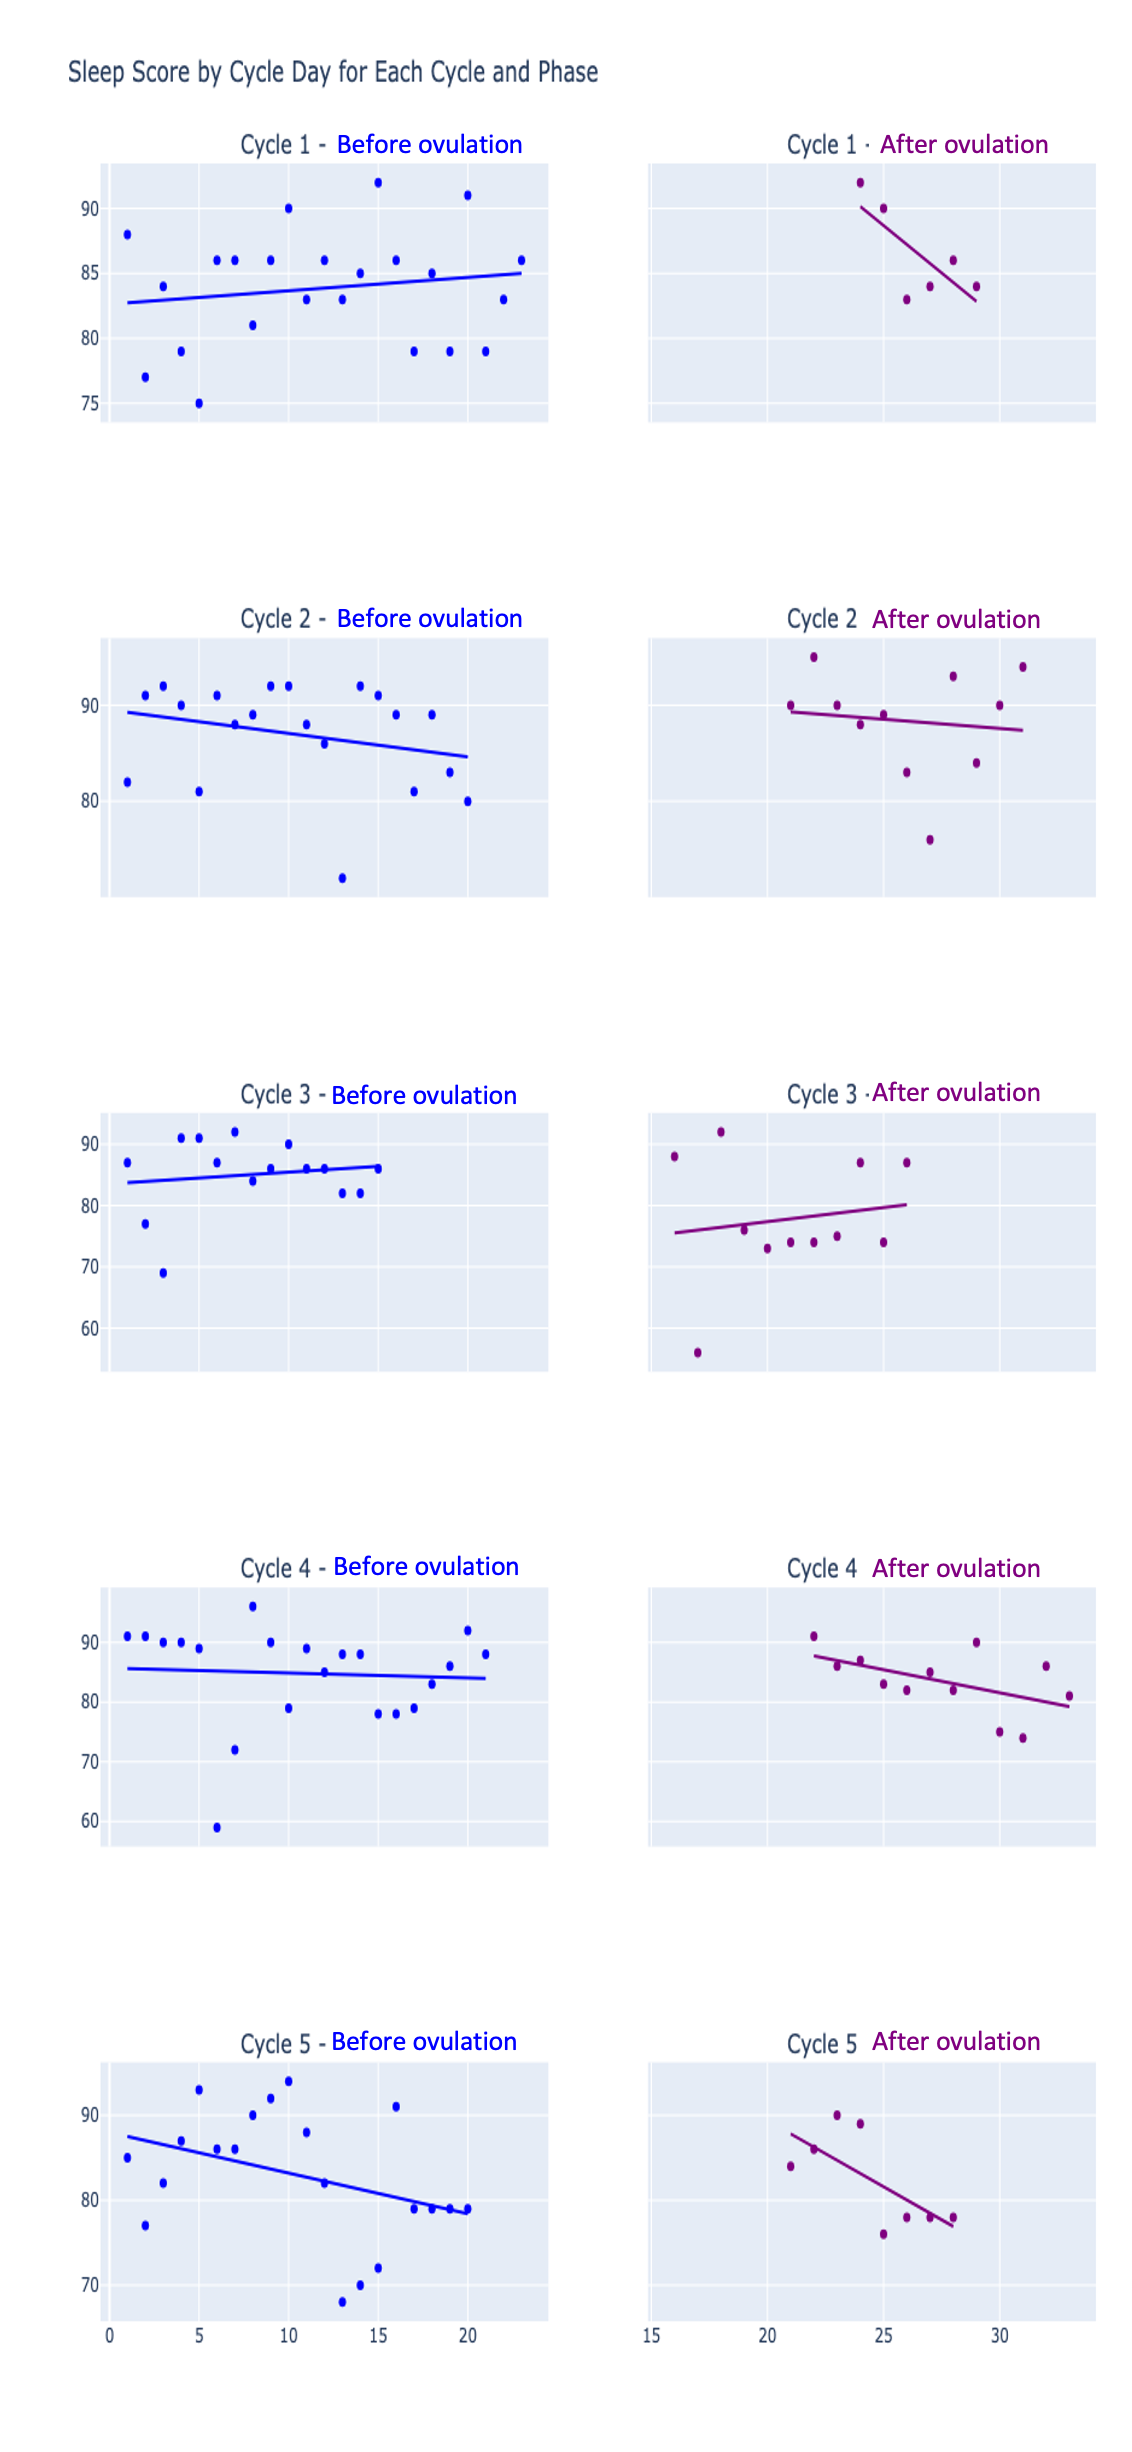 Sleep Score by Cycle Day for Each Cycle and Phase
Cycle 1 - Before ovulation
Cycle 1 - After ovulation
90
85
80
75
Cycle 2 - Before ovulation
Cycle 2 After ovulation
90
80
Cycle 3 - Before ovulation
Cycle 3 - After ovulation
90
80
70
60
Cycle 4 - Before ovulation
Cycle 4 After ovulation
90
80
70
60
Cycle 5 - Before ovulation
Cycle 5 After ovulation
90
80
70
0 5 10 15 20
15 20 25 30